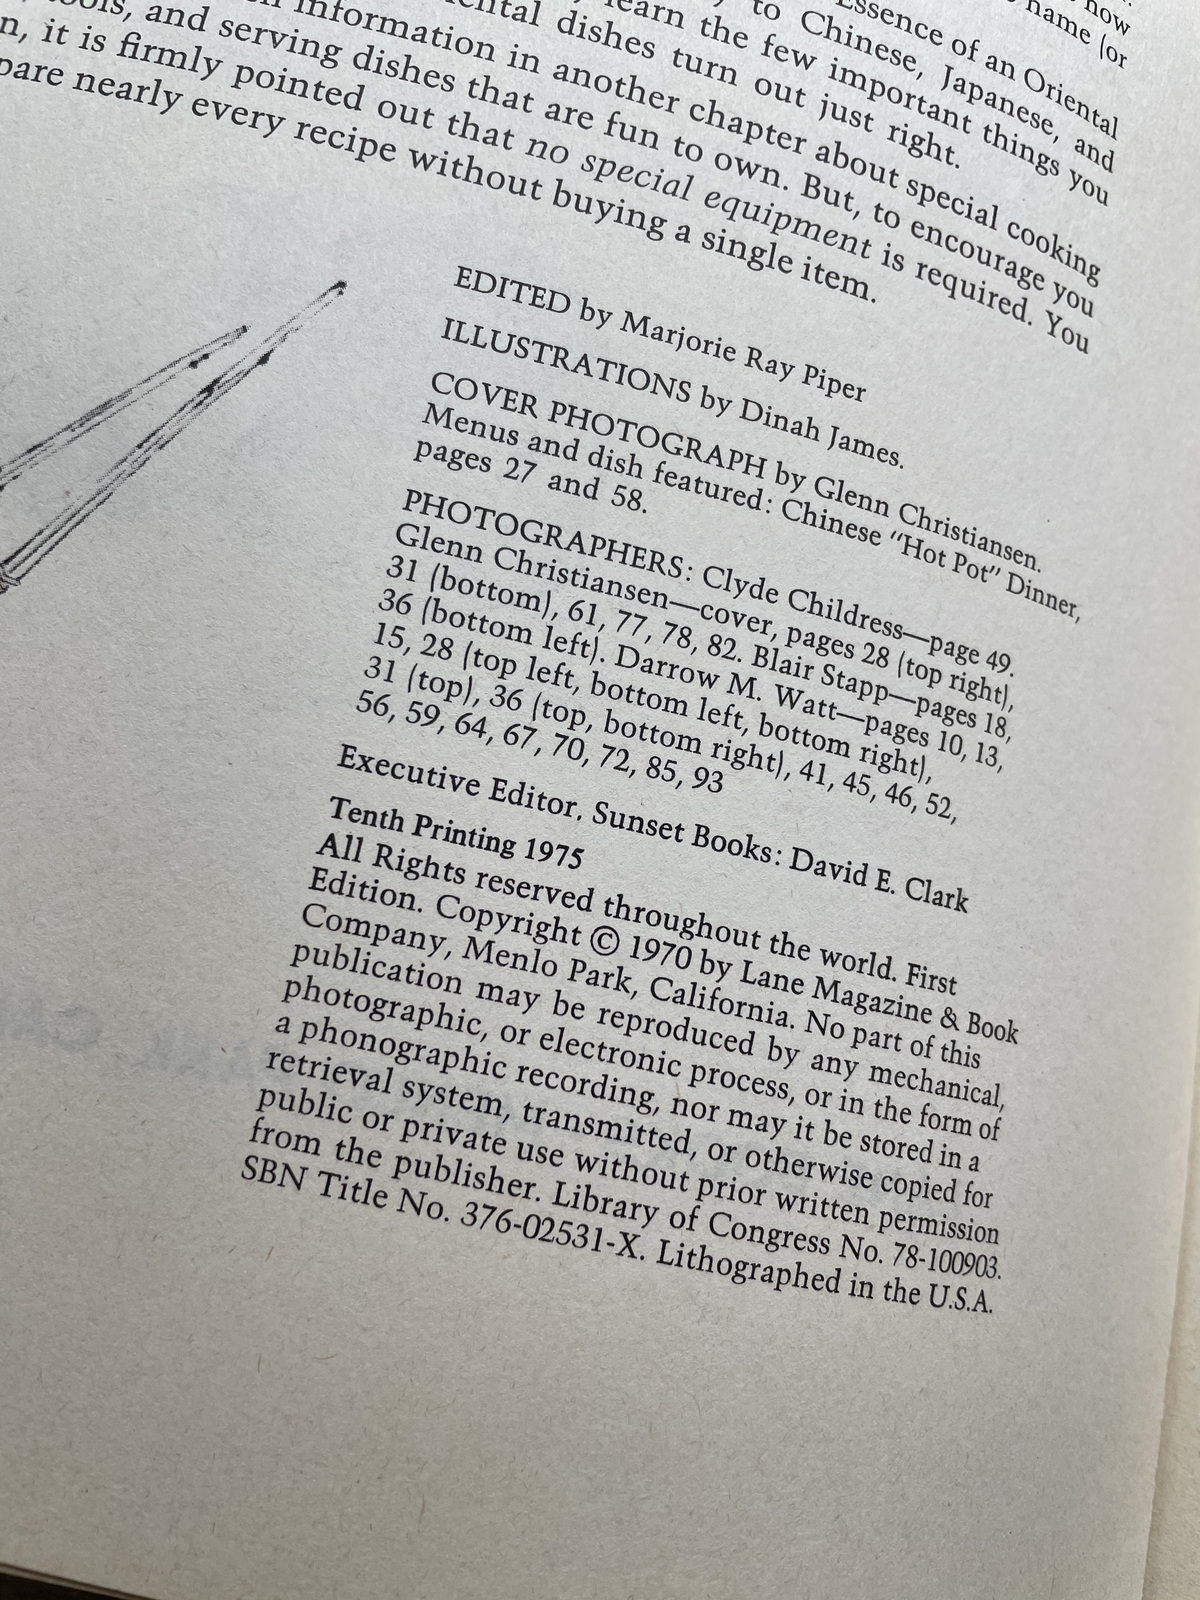 how
name (or
Essence of an Oriental
to Chinese, Japanese, and
learn the few important things you
dishes turn out just right.
information in another chapter about special cooking
and serving dishes that are fun to own. But, to encourage you
it is firmly pointed out that no special equipment is required. You
nearly every recipe without buying a single item.
EDITED by Marjorie Ray Piper
ILLUSTRATIONS by Dinah James.
COVER PHOTOGRAPH by Glenn Christiansen.
Menus and dish featured: Chinese "Hot Pot" Dinner,
pages 27 and 58.
PHOTOGRAPHERS: Clyde Childress—page 49.
Glenn Christiansen—cover, pages 28 (top right),
31 (bottom), 61, 77, 78, 82. Blair Stapp—pages 18,
36 (bottom left). Darrow M. Watt—pages 10, 13,
15, 28 (top left, bottom left, bottom right),
31 (top), 36 (top, bottom right), 41, 45, 46, 52,
56, 59, 64, 67, 70, 72, 85, 93
Executive Editor. Sunset Books: David E. Clark
Tenth Printing 1975
All Rights reserved throughout the world. First
Edition. Copyright © 1970 by Lane Magazine & Book
Company, Menlo Park, California. No part of this
publication may be reproduced by any mechanical,
photographic, or electronic process, or in the form of
a phonographic recording, nor may it be stored in a
retrieval system, transmitted, or otherwise copied for
public or private use without prior written permission
from the publisher. Library of Congress No. 78-100903.
SBN Title No. 376-02531-X. Lithographed in the U.S.A.